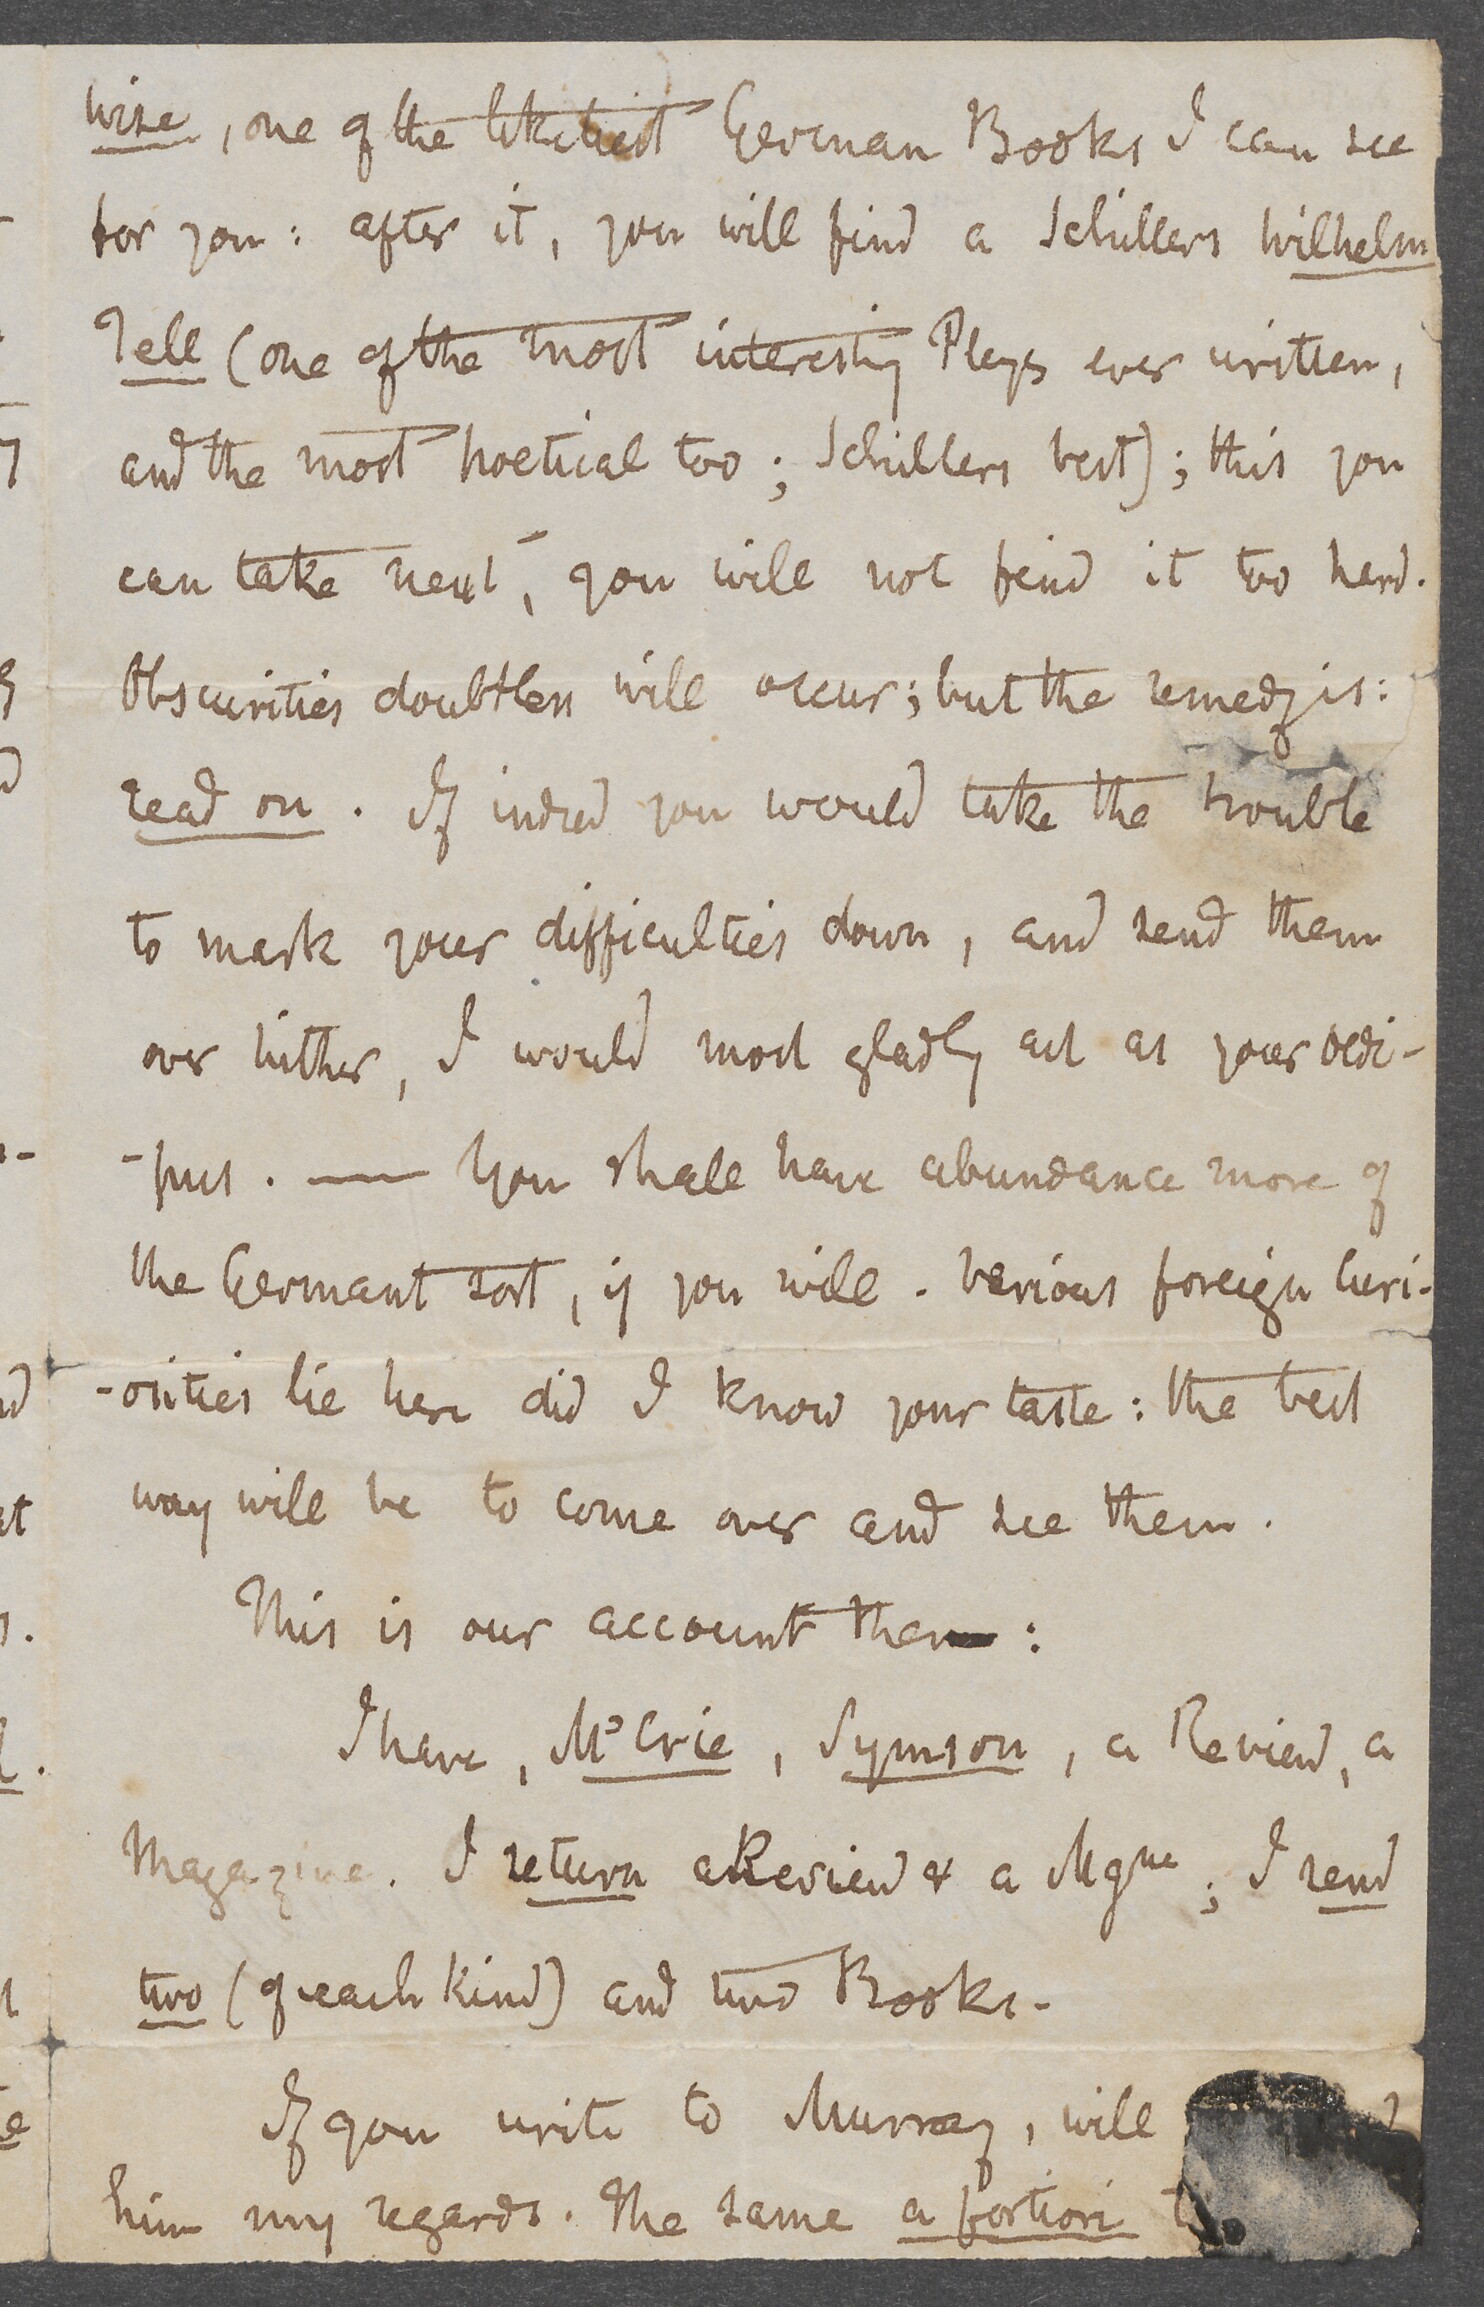 wise, one of the likeliest German Books I can see
for you: after it, you will find a Schillers Wilhelm
Tell (one of the most interesting Plays ever written,
and the most poetical too; Schillers best); this you
can take next, you will not find it too hard.
Obscurities doubtless will occur; but the remedy is:
read on. If indeed you would take the trouble
to mark your difficulties down, and send them
over hither, I would most gladly act as your Oedi-
-pus. — You shall have abundance more of
the German sort, if you will. Various foreign Curi-
-osities lie here did I know your taste: the best
way will be to come over and see them.
This is our account then:
I have, McCrie, Symson, a Review, a
Magazine. I return a Review & a Mgne; I send
two (of each kind) and two Books.
If you write to Murray, will
him my regards. The same a fortiori